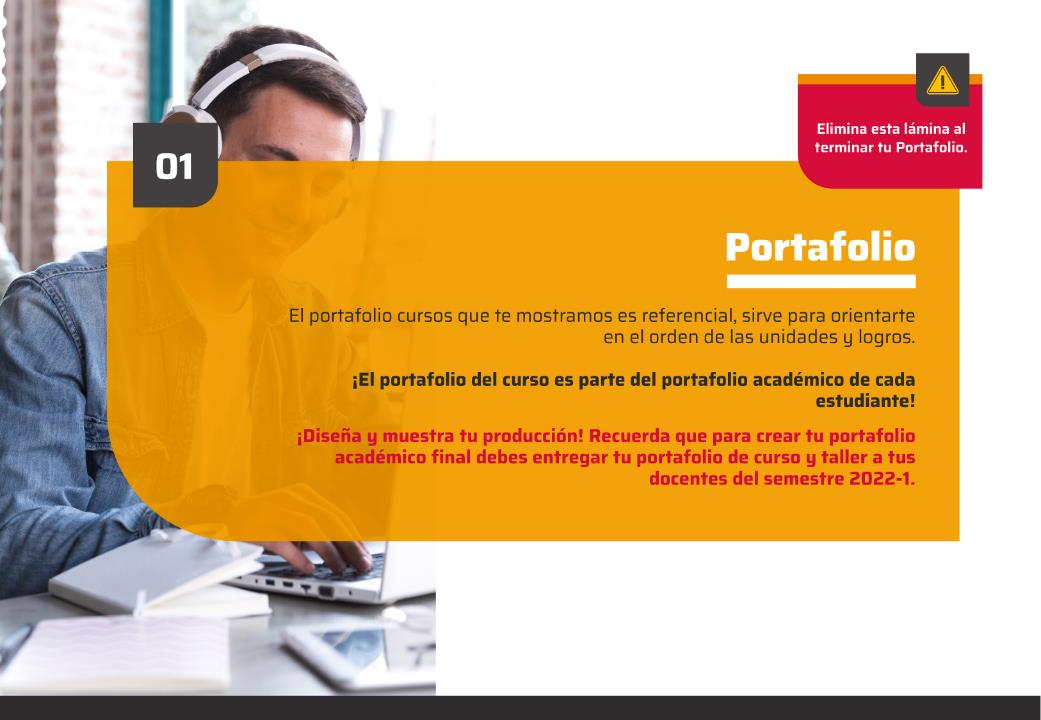 01
Elimina esta lámina al
terminar tu Portafolio.
Portafolio
El portafolio cursos que te mostramos es referencial, sirve para orientarte
en el orden de las unidades y logros.
¡El portafolio del curso es parte del portafolio académico de cada
estudiante!
¡Diseña y muestra tu producción! Recuerda que para crear tu portafolio
académico final debes entregar tu portafolio de curso y taller a tus
docentes del semestre 2022-1.